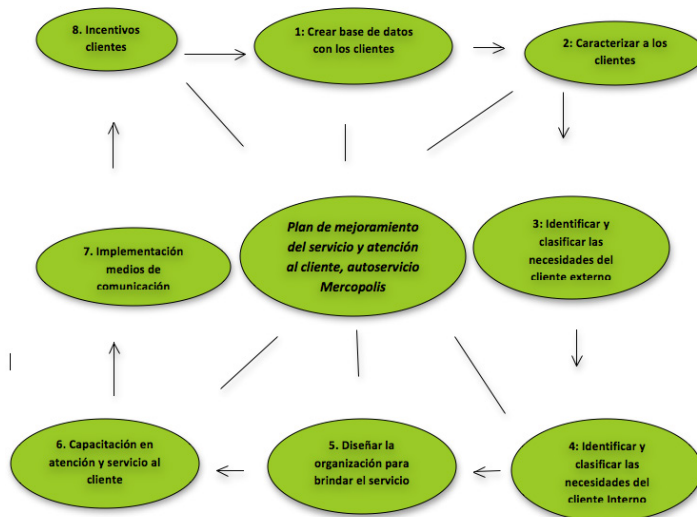 8. Incentivos
clientes
1: Crear base de datos
con los clientes
2: Caracterizar a los
clientes
Plan de mejoramiento
del servicio y atención
al cliente, autoservicio
Mercopolis
3: Identificar y
clasificar las
necesidades del
cliente externo
7. Implementación
medios de
comunicación
6. Capacitación en
atención y servicio al
cliente
5. Diseñar la
organización para
brindar el servicio
4: Identificar y
clasificar las
necesidades del
cliente Interno